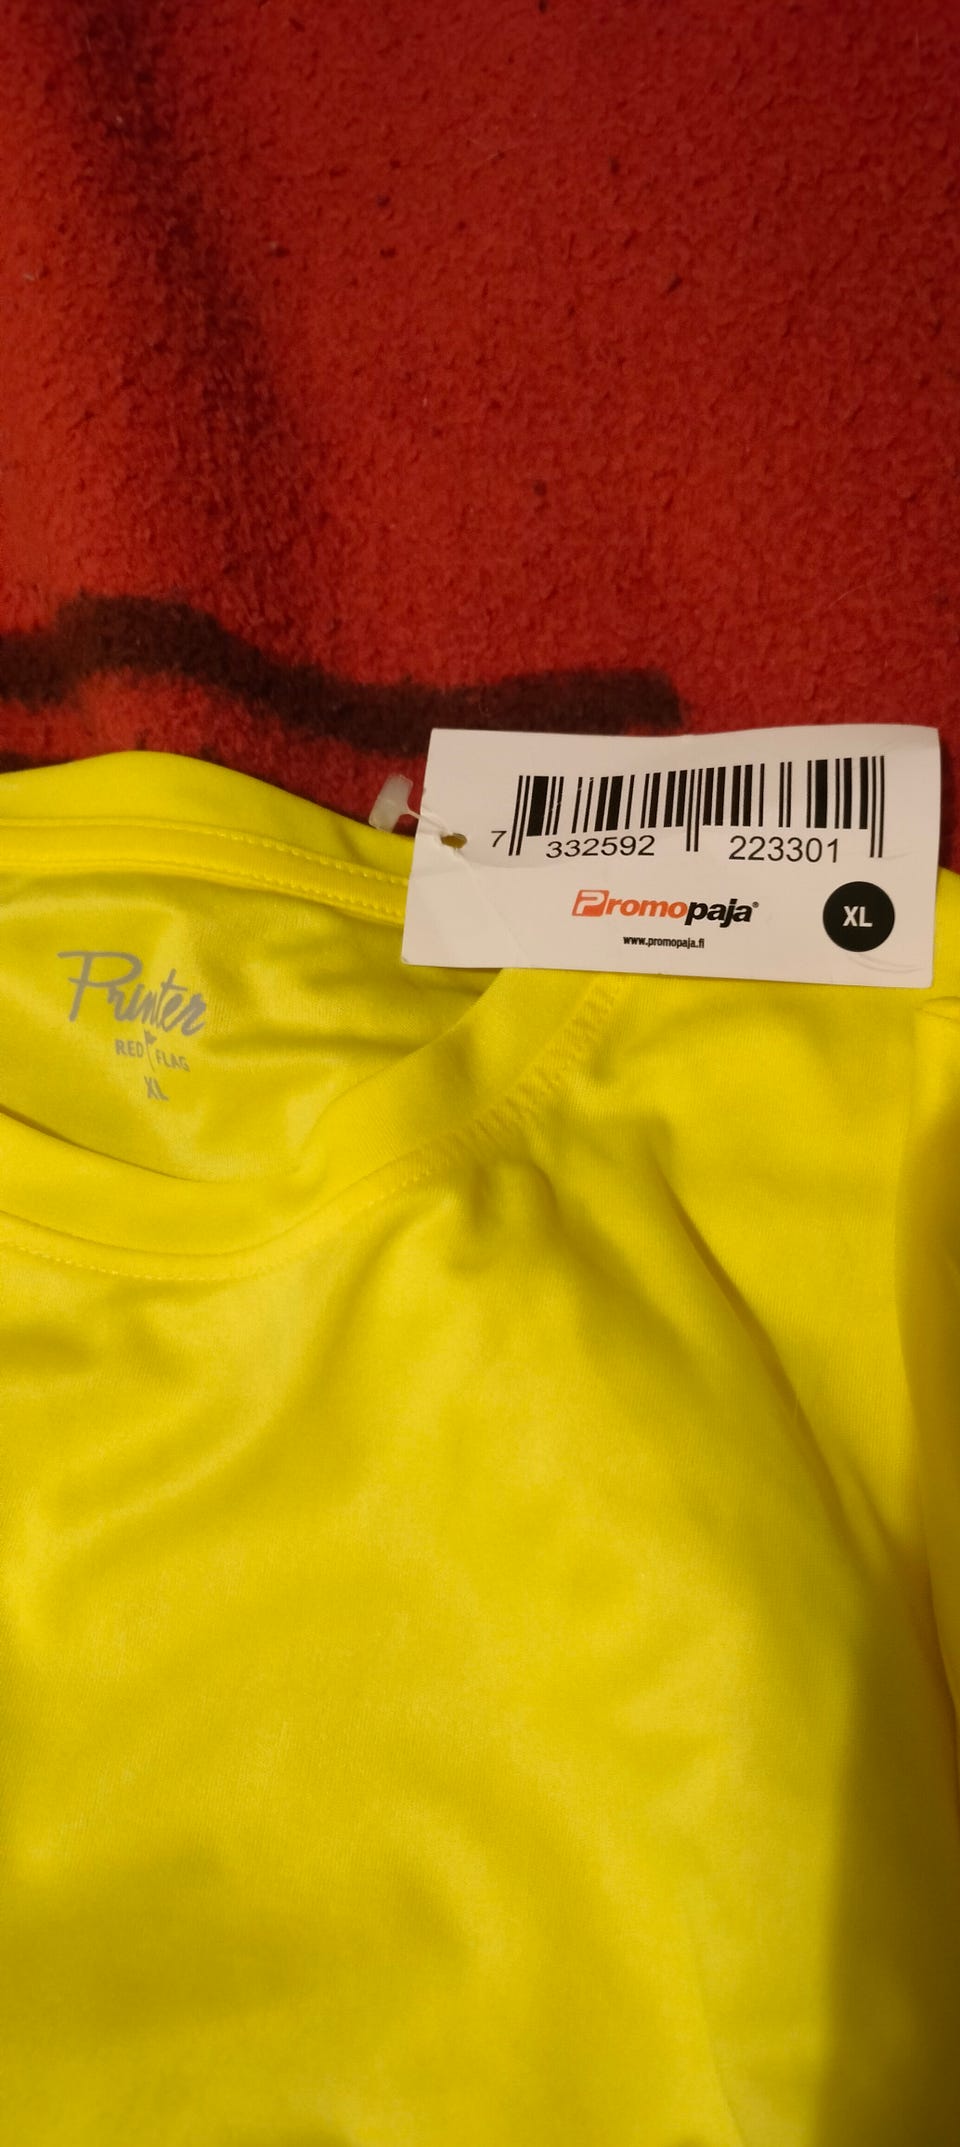 7 332592 223301
Promopaja®
XL
www.promopaja.fi
Printer
RED FLAG
XL